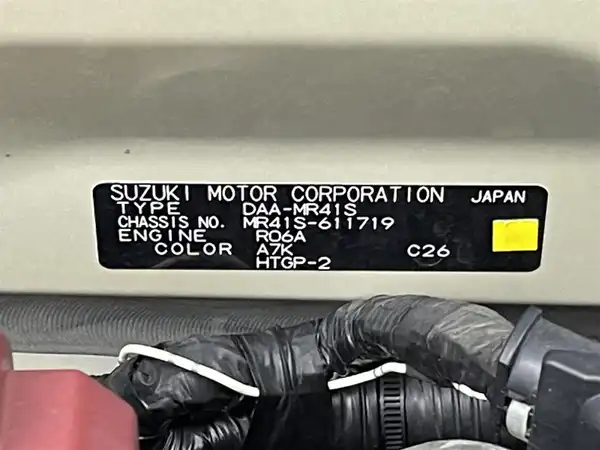 SUZUKI MOTOR CORPORATION JAPAN
TYPE DAA-MR41S
CHASSIS NO. MR41S-611719
ENGINE R06A
COLOR A7K C26
HTGP-2